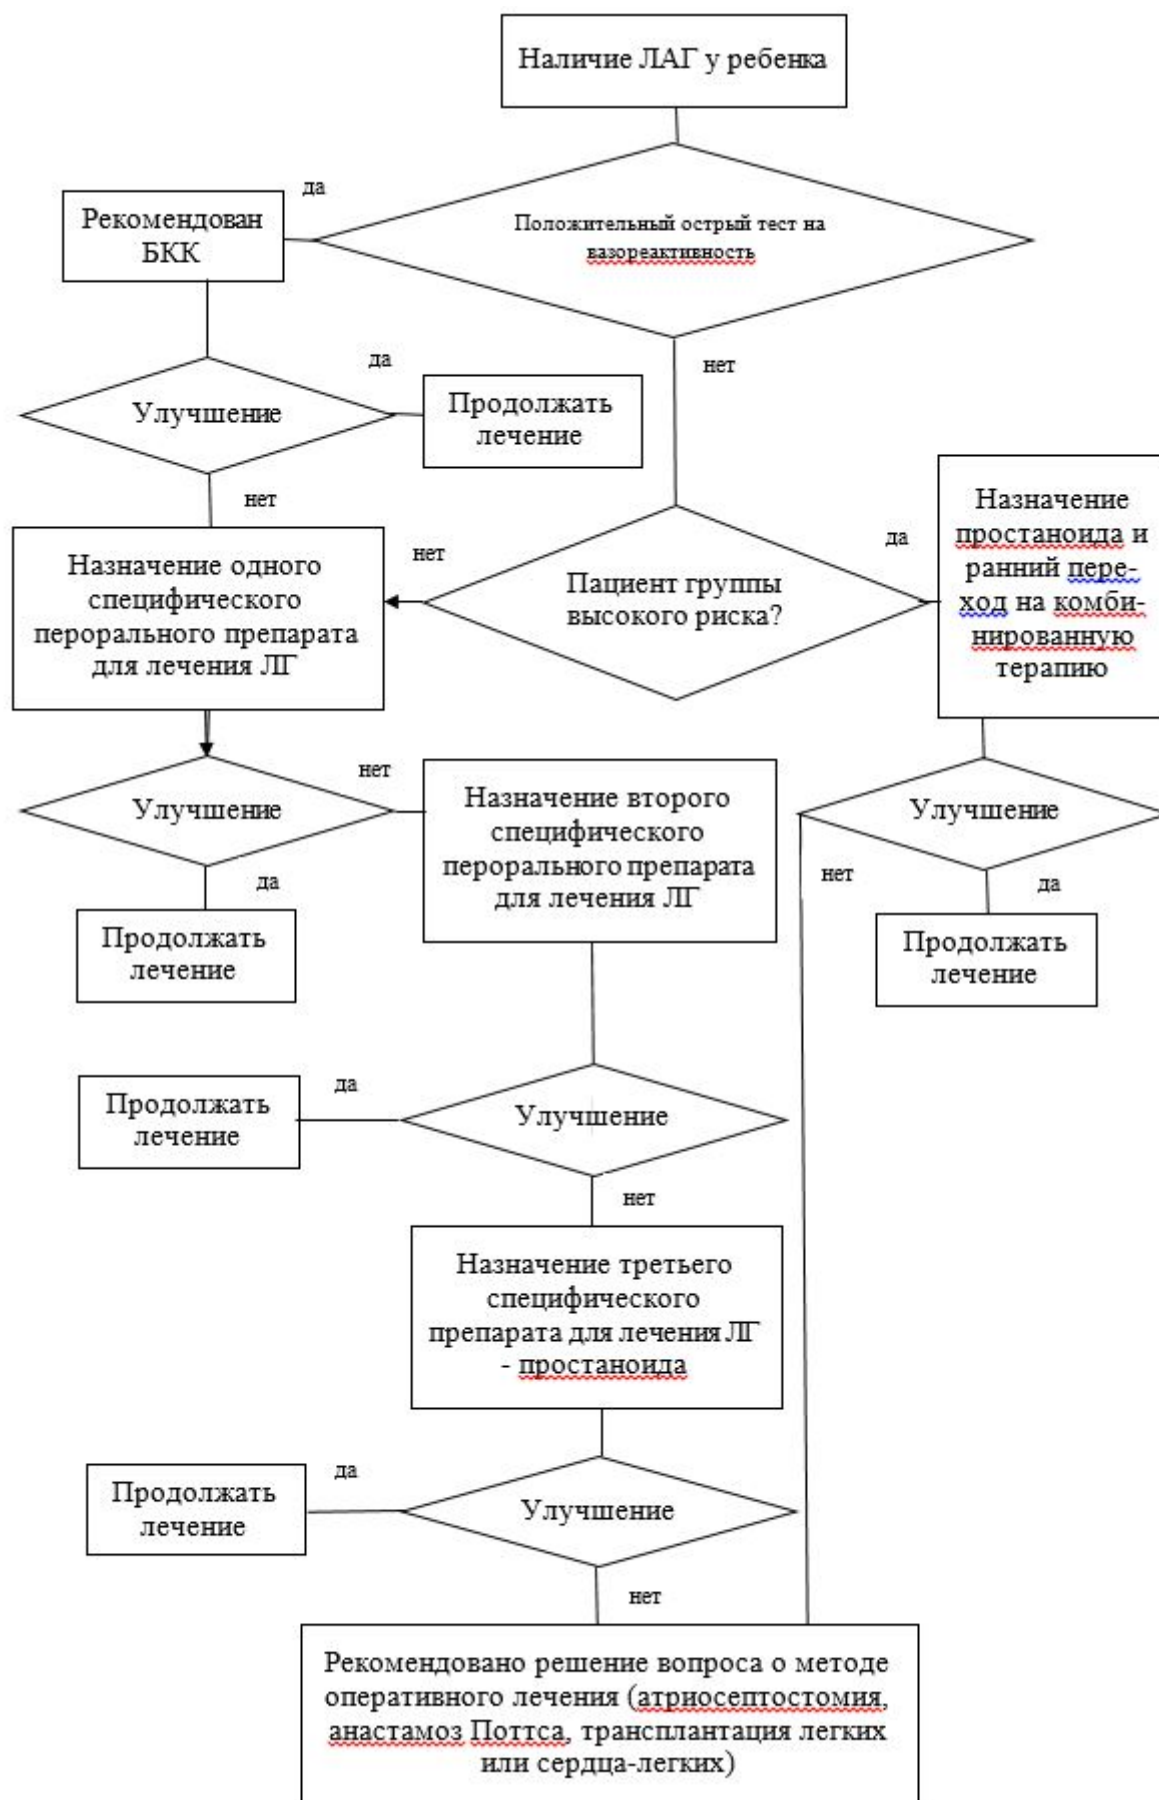 Наличие ЛАГ у ребенка
да
Рекомендован
БКК
Положительный острый тест на
вазореактивность
да
нет
Улучшение
Продолжать
лечение
нет
Назначение одного
специфического
перорального препарата
для лечения ЛГ
нет
Пациент группы
высокого риска?
да
Назначение
простаноида и
ранний пере-
ход на комби-
нированную
терапию
Улучшение
нет
Назначение второго
специфического
перорального препарата
для лечения ЛГ
Улучшение
нет
да
да
Продолжать
лечение
Продолжать
лечение
Продолжать
лечение
да
Улучшение
нет
Назначение третьего
специфического
препарата для лечения ЛГ
- простаноида
Продолжать
лечение
да
Улучшение
нет
Рекомендовано решение вопроса о методе
оперативного лечения (атриосептостомия,
анастамоз Поттса, трансплантация легких
или сердца-легких)